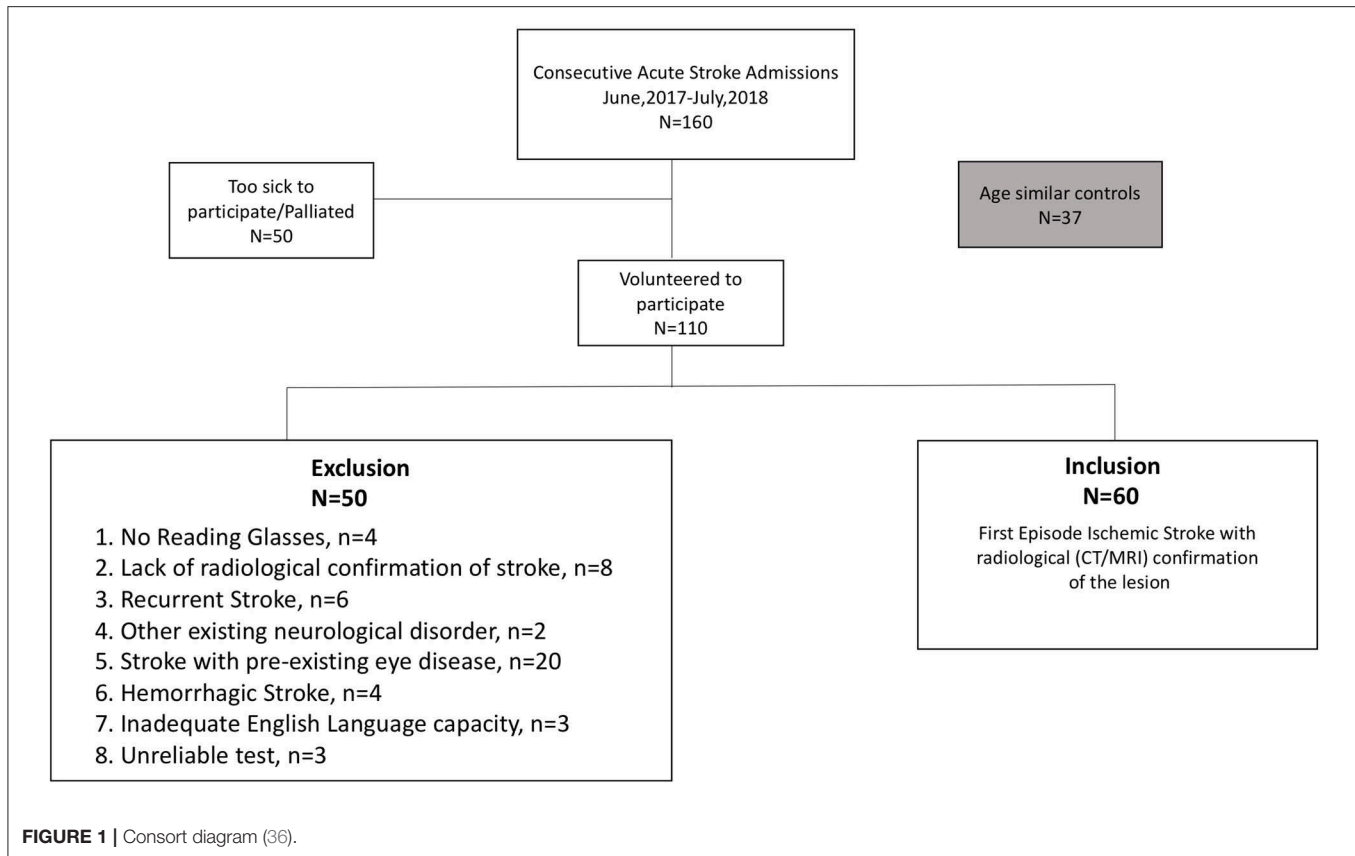 Consecutive Acute Stroke Admissions
June,2017-July,2018
N=160
Too sick to
participate/Palliated
N=50
Age similar controls
N=37
Volunteered to
participate
N=110
Exclusion
N=50
1. No Reading Glasses, n=4
2. Lack of radiological confirmation of stroke, n=8
3. Recurrent Stroke, n=6
4. Other existing neurological disorder, n=2
5. Stroke with pre-existing eye disease, n=20
6. Hemorrhagic Stroke, n=4
7. Inadequate English Language capacity, n=3
8. Unreliable test, n=3
Inclusion
N=60
First Episode Ischemic Stroke with
radiological (CT/MRI) confirmation
of the lesion
FIGURE 1 | Consort diagram (36).